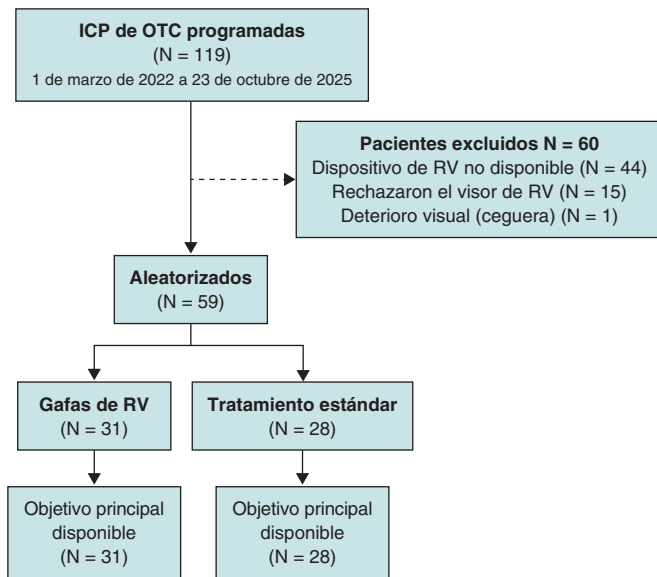 ICP de OTC programadas
(N = 119)
1 de marzo de 2022 a 23 de octubre de 2025
Pacientes excluidos N = 60
Dispositivo de RV no disponible (N = 44)
Rechazaron el visor de RV (N = 15)
Deterioro visual (ceguera) (N = 1)
Aleatorizados
(N = 59)
Gafas de RV
(N = 31)
Tratamiento estándar
(N = 28)
Objetivo principal
disponible
(N = 31)
Objetivo principal
disponible
(N = 28)